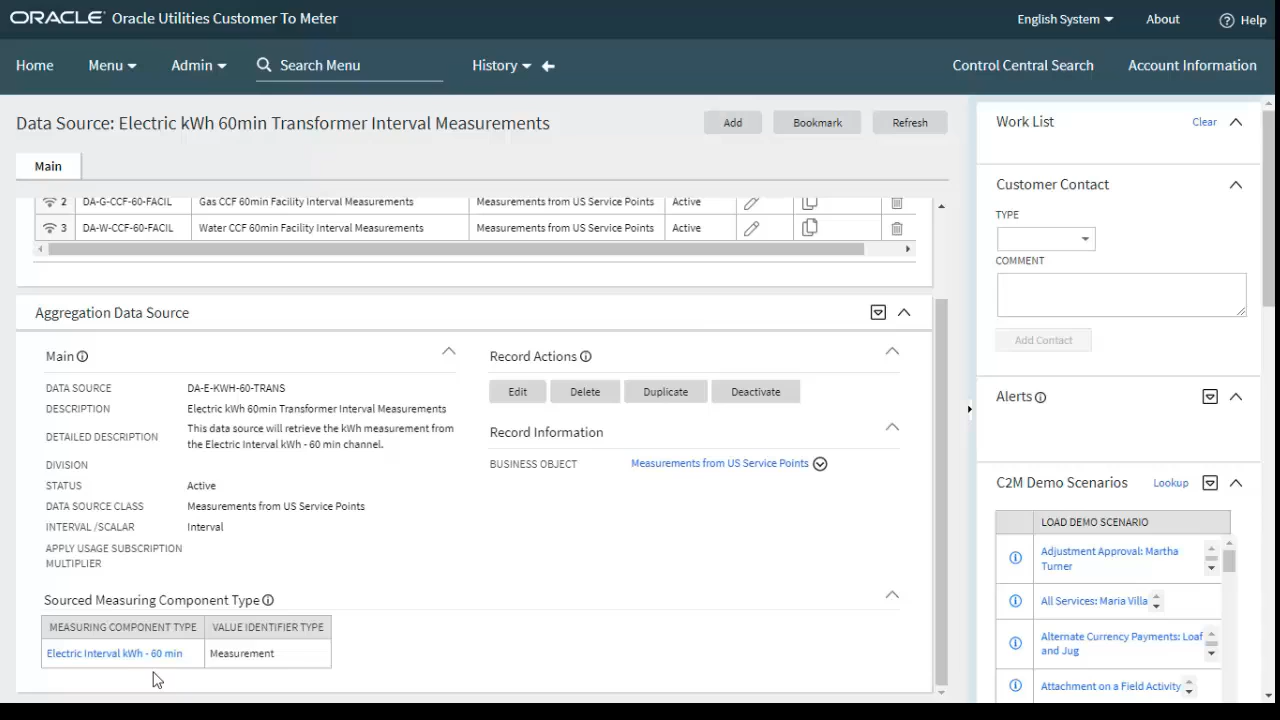 ORACLE Oracle Utilities Customer To Meter
English System
About
Help
Home
Menu
Admin
Search Menu
History
Control Central Search
Account Information
Data Source: Electric kWh 60min Transformer Interval Measurements
Add
Bookmark
Refresh
Main
2 DA-G-CCF-60-FACIL Gas CCF 60min Facility Interval Measurements Measurements from US Service Points Active
3 DA-W-CCF-60-FACIL Water CCF 60min Facility Interval Measurements Measurements from US Service Points Active
Aggregation Data Source
Main
DATA SOURCE DA-E-KWH-60-TRANS
DESCRIPTION Electric kWh 60min Transformer Interval Measurements
DETAILED DESCRIPTION This data source will retrieve the kWh measurement from
the Electric Interval kWh - 60 min channel.
DIVISION
STATUS Active
DATA SOURCE CLASS Measurements from US Service Points
INTERVAL /SCALAR Interval
APPLY USAGE SUBSCRIPTION
MULTIPLIER
Record Actions
Edit
Delete
Duplicate
Deactivate
Record Information
BUSINESS OBJECT Measurements from US Service Points
Sourced Measuring Component Type
MEASURING COMPONENT TYPE VALUE IDENTIFIER TYPE
Electric Interval kWh - 60 min Measurement
Work List
Clear
Customer Contact
TYPE
COMMENT
Add Contact
Alerts
C2M Demo Scenarios
Lookup
LOAD DEMO SCENARIO
Adjustment Approval: Martha
Turner
All Services: Maria Villa
Alternate Currency Payments: Loaf
and Jug
Attachment on a Field Activity